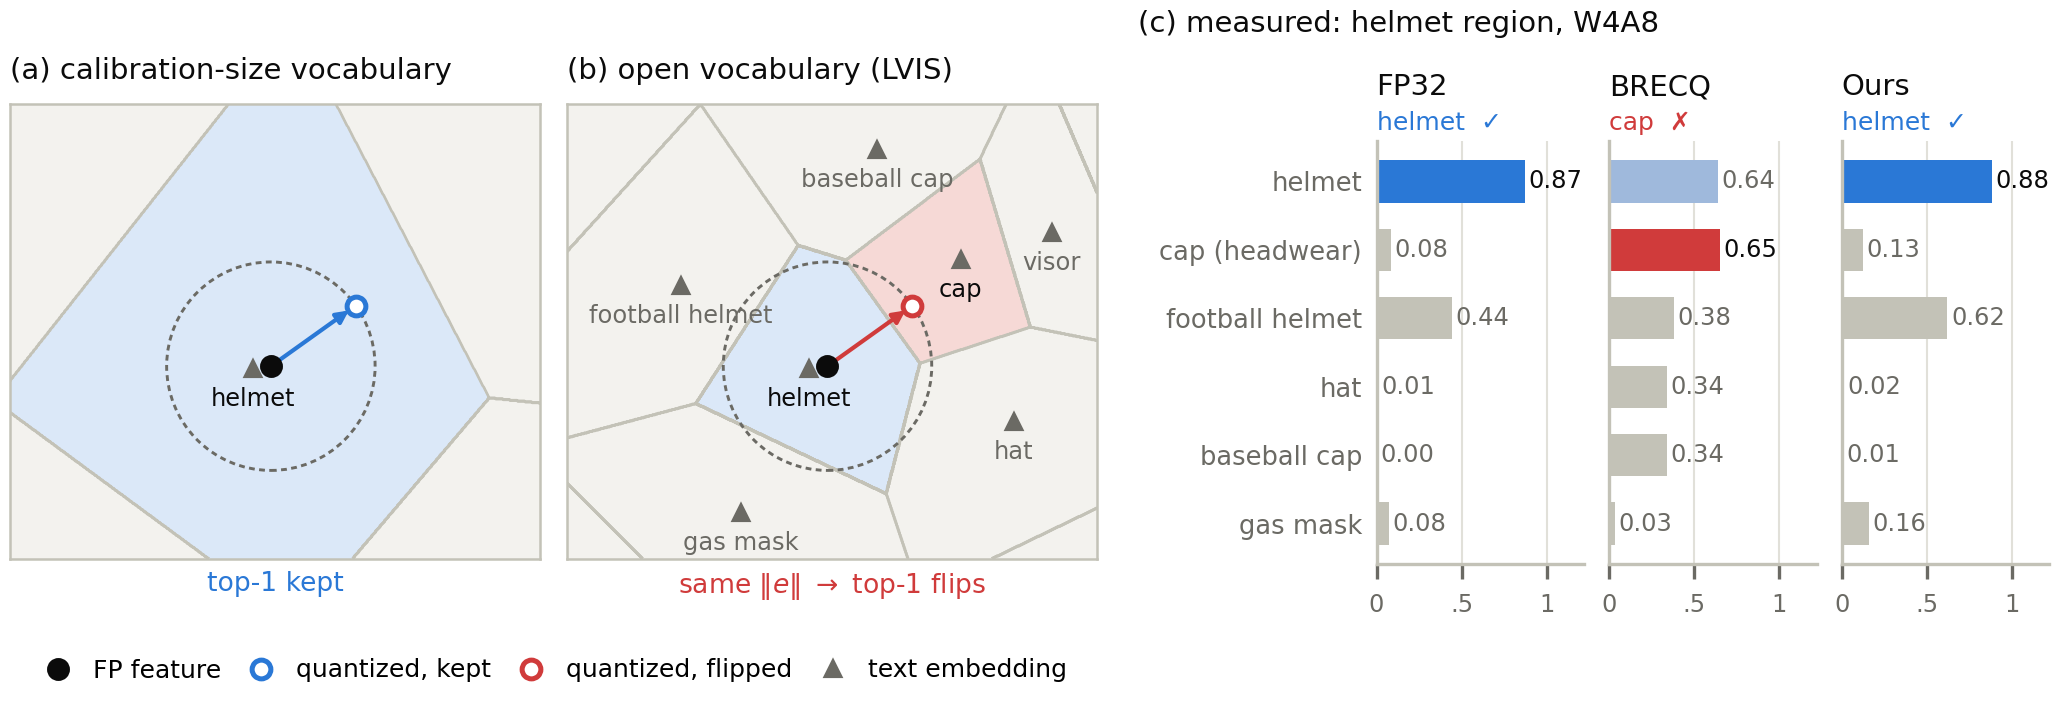 (c) measured: helmet region, W4A8
(a) calibration-size vocabulary
(b) open vocabulary (LVIS)
helmet
top-1 kept
baseball cap
visor
cap
football helmet
helmet
hat
gas mask
same ‖e‖ → top-1 flips
FP32
BRECQ
Ours
helmet ✓
cap ✗
helmet ✓
helmet 0.87 0.64 0.88
cap (headwear) 0.08 0.65 0.13
football helmet 0.44 0.38 0.62
hat 0.01 0.34 0.02
baseball cap 0.00 0.34 0.01
gas mask 0.08 0.03 0.16
0 .5 1
0 .5 1
0 .5 1
FP feature
quantized, kept
quantized, flipped
text embedding